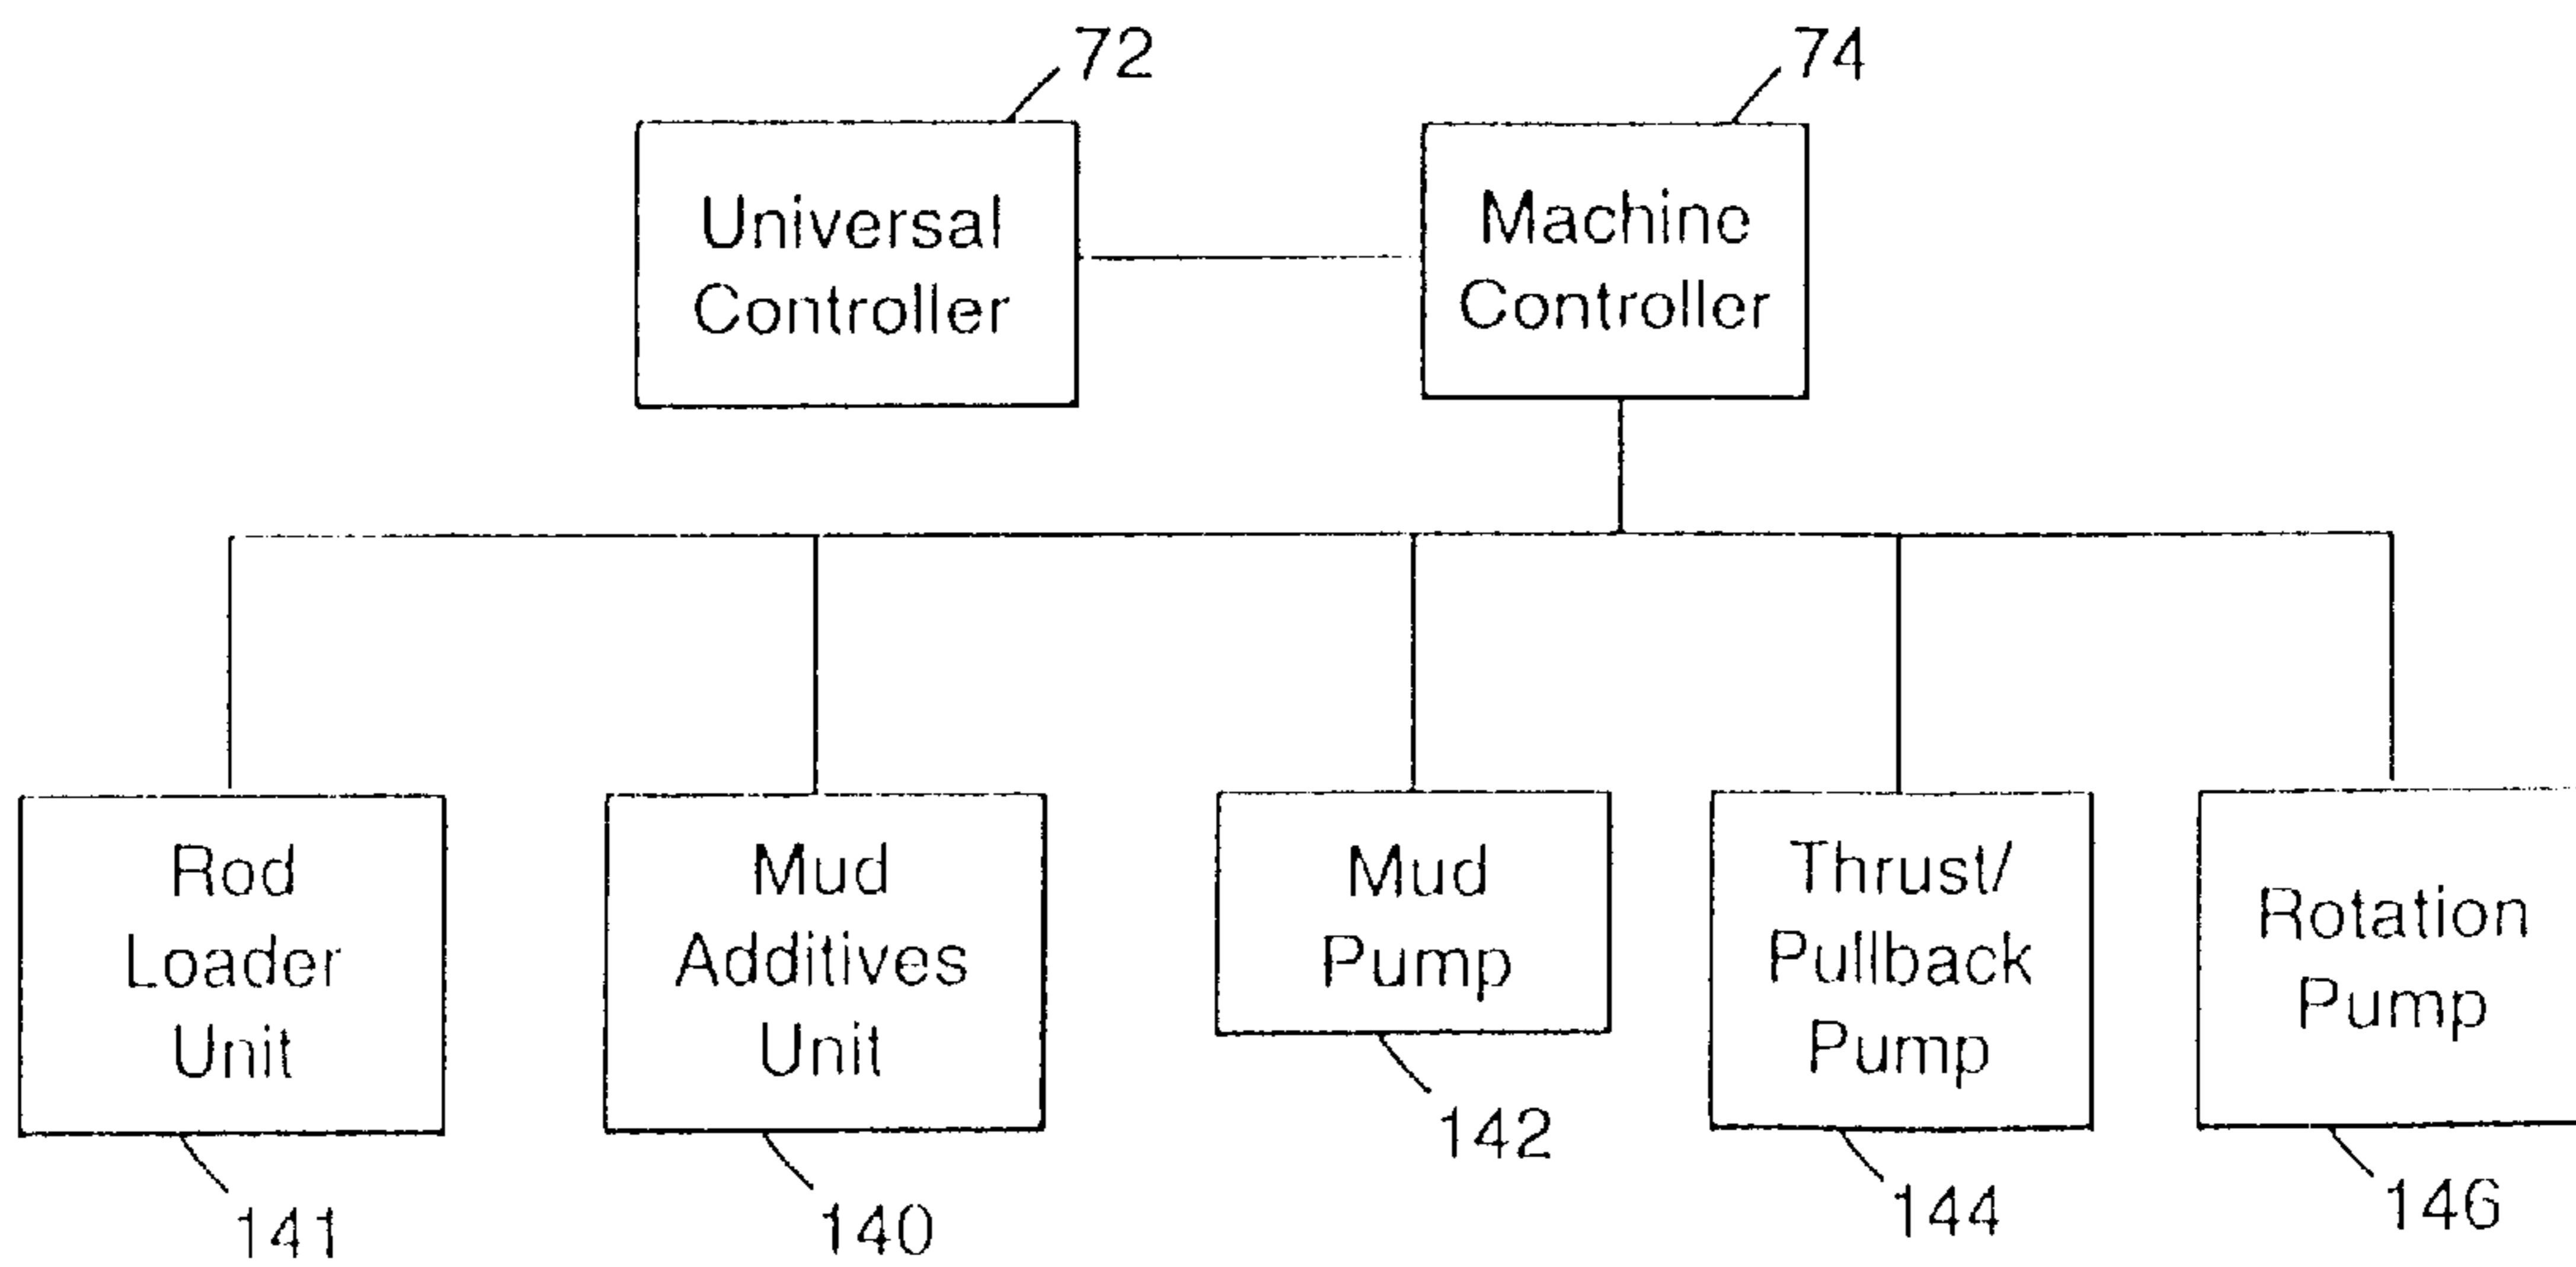 72
74
Universal
Controller
Machine
Controller
Rod
Loader
Unit
Mud
Additives
Unit
Mud
Pump
Thrust/
Pullback
Pump
Rotation
Pump
141
140
142
144
146